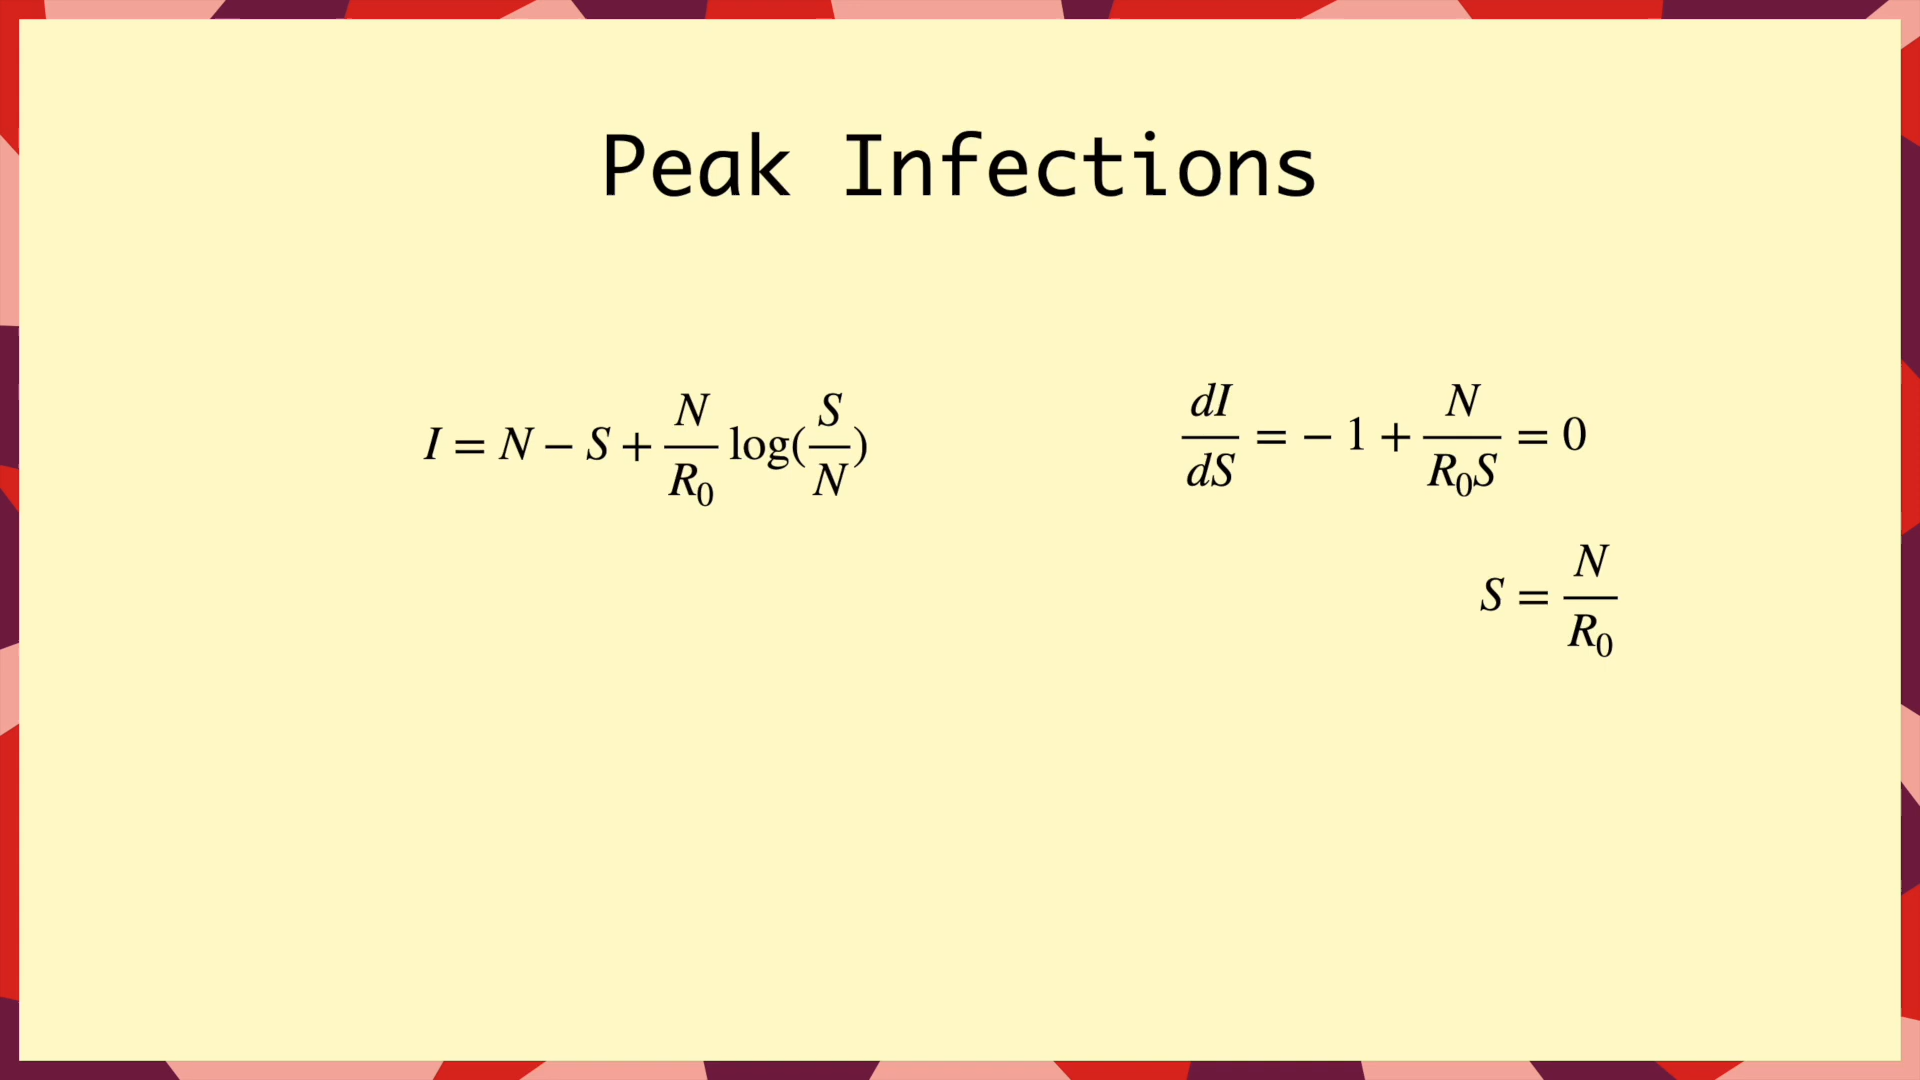 Peak Infections
I = N − S + N/R₀ log(S/N)
dI/dS = − 1 + N/R₀S = 0
S = N/R₀